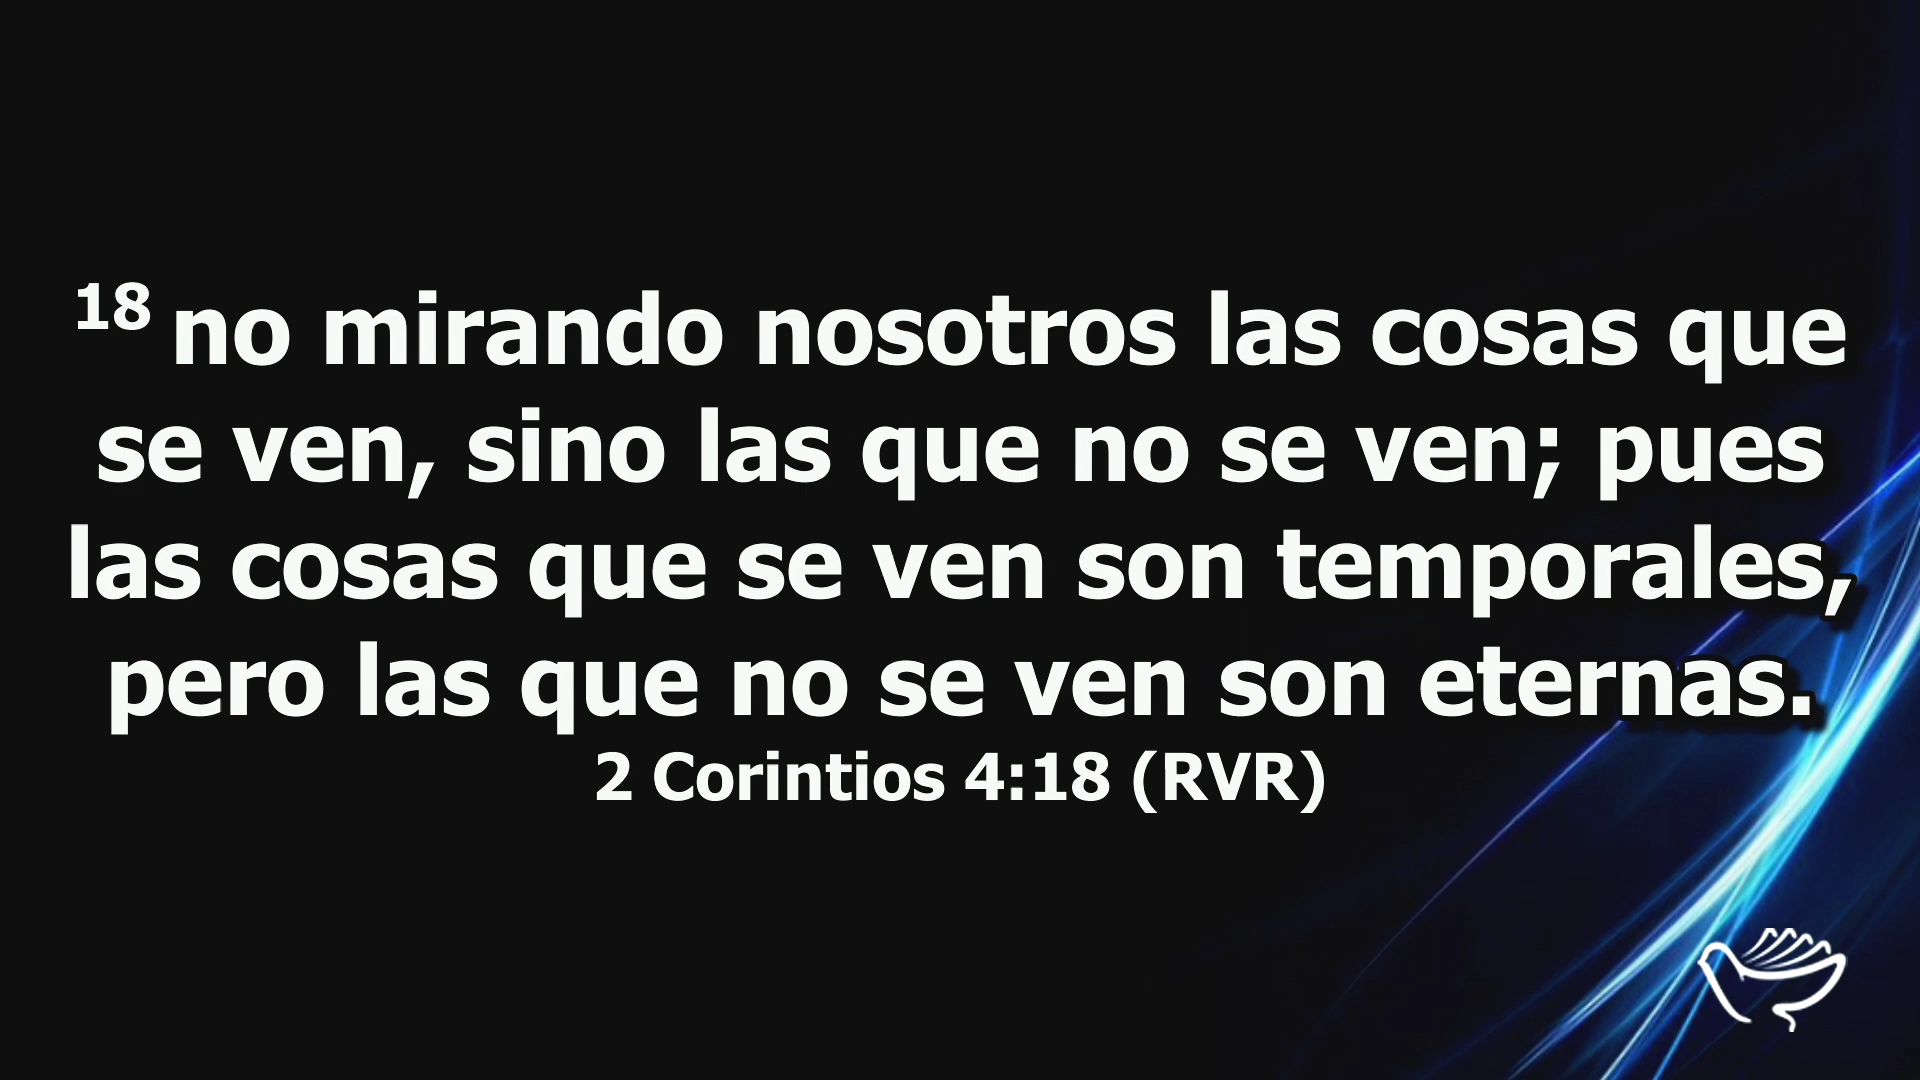 18 no mirando nosotros las cosas que
se ven, sino las que no se ven; pues
las cosas que se ven son temporales,
pero las que no se ven son eternas.
2 Corintios 4:18 (RVR)